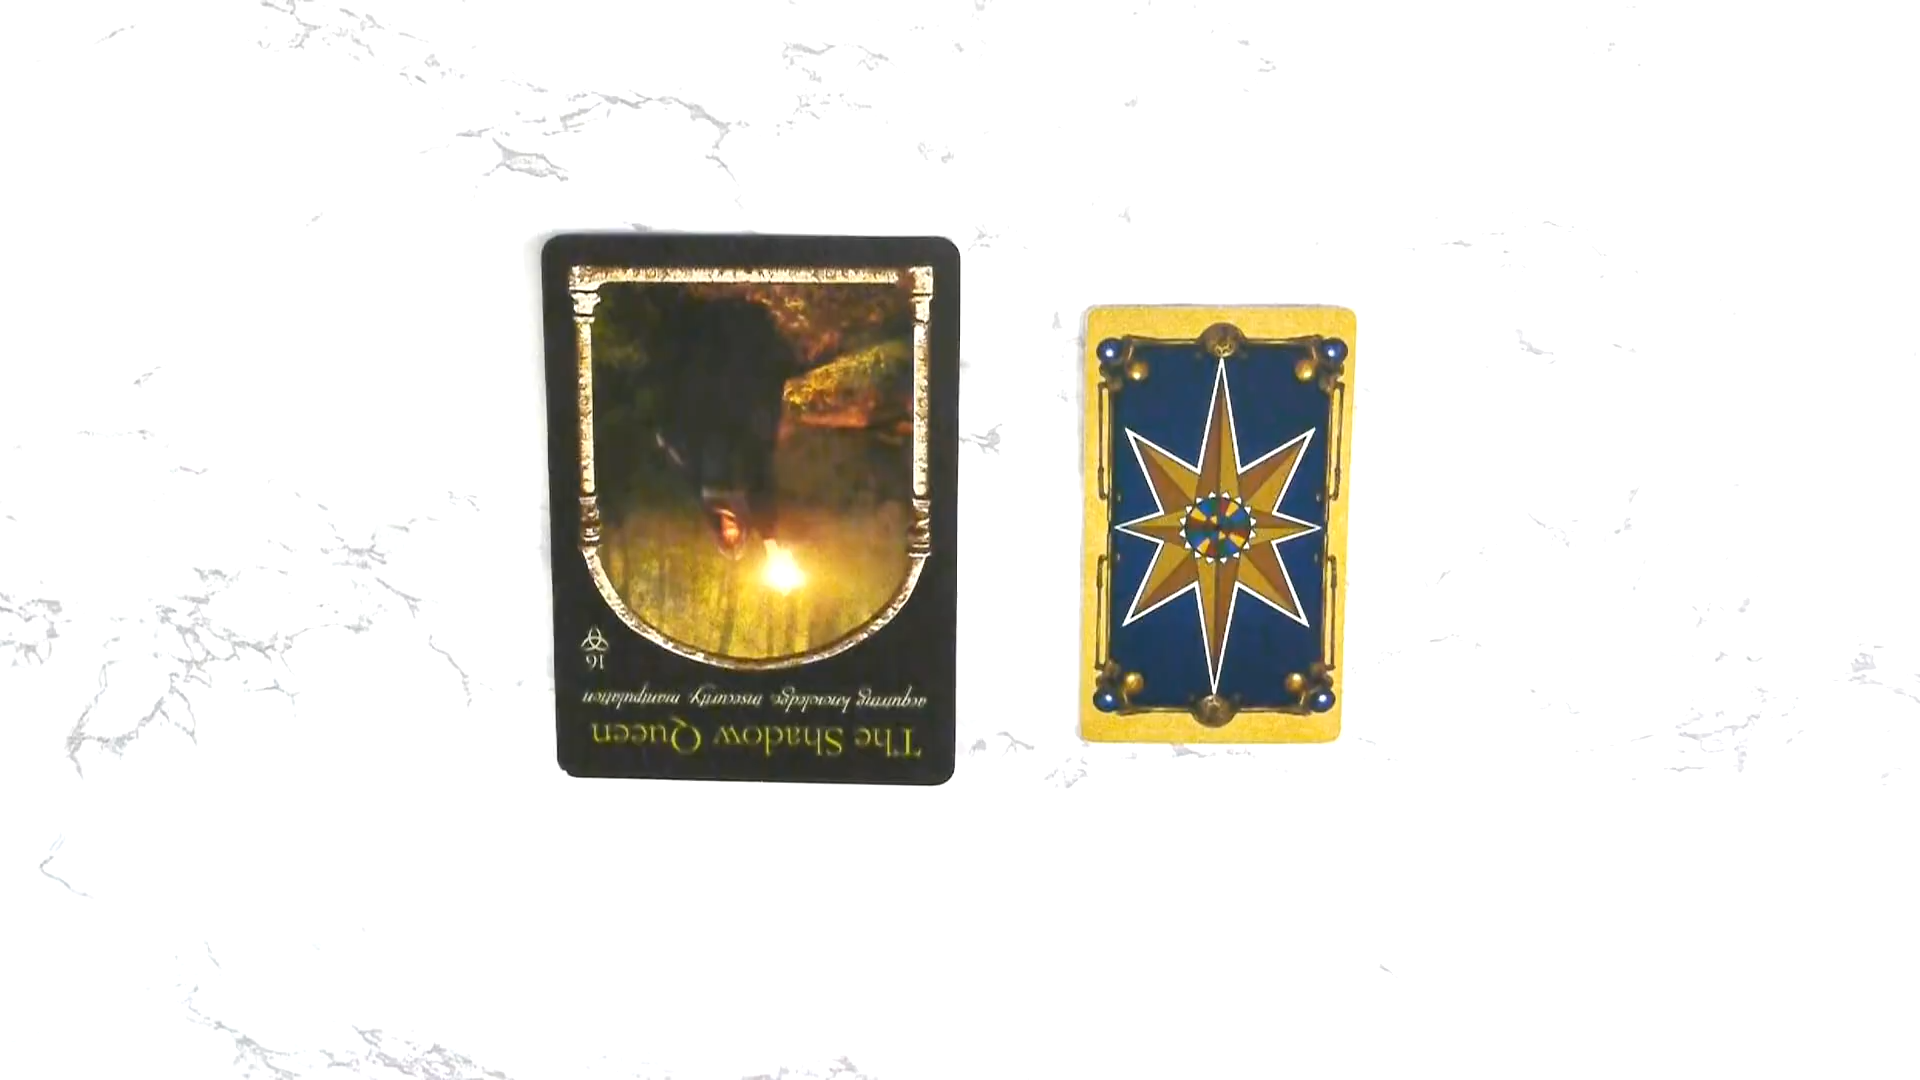 The Shadow Queen
acquiring knowledge, insecurity, manipulation
16